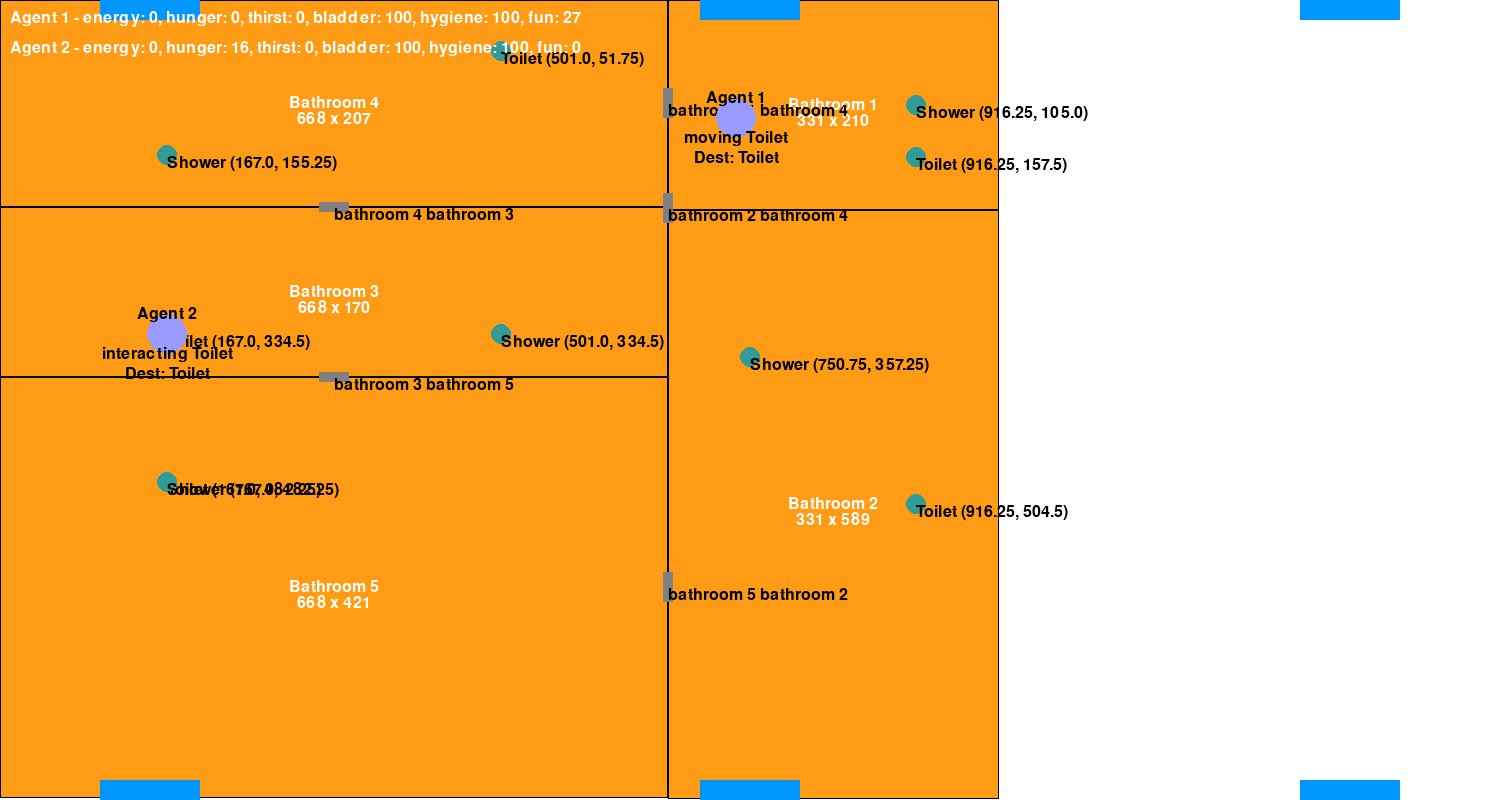 Agent 1 - energy: 0, hunger: 0, thirst: 0, bladder: 100, hygiene: 100, fun: 27
Agent 2 - energy: 0, hunger: 16, thirst: 0, bladder: 100, hygiene: 100, fun: 0
Toilet (501.0, 51.75)
Bathroom 4
668 x 207
Shower (167.0, 155.25)
Agent 1
Bathroom 1
331 x 210
bathroom 4
moving Toilet
Dest: Toilet
Shower (916.25, 105.0)
Toilet (916.25, 157.5)
bathroom 4 bathroom 3
bathroom 2 bathroom 4
Bathroom 3
668 x 170
Agent 2
(167.0, 334.5)
interacting Toilet
Dest: Toilet
Shower (501.0, 334.5)
bathroom 3 bathroom 5
Shower (750.75, 357.25)
Bathroom 2
331 x 589
Toilet (916.25, 504.5)
Bathroom 5
668 x 421
bathroom 5 bathroom 2